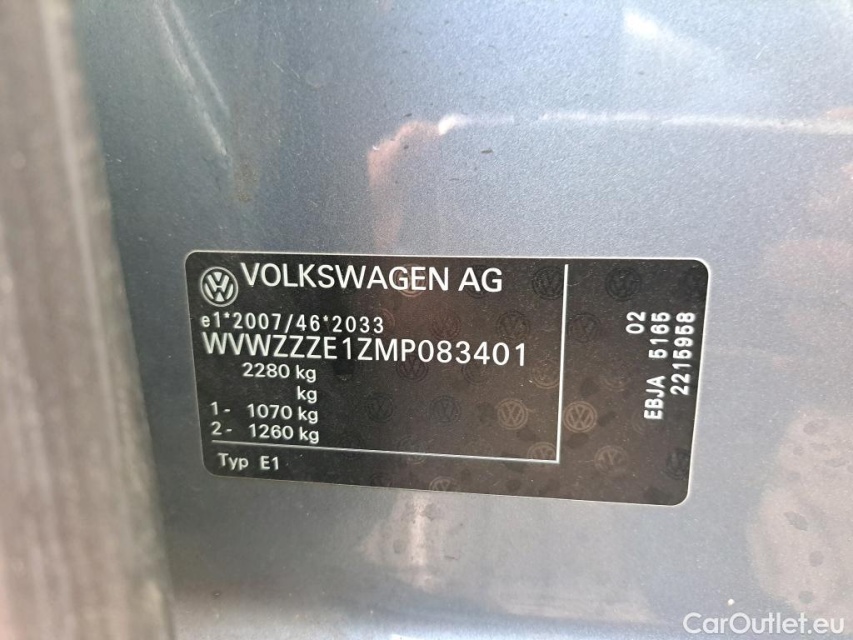 VOLKSWAGEN AG
e1*2007/46*2033
WVWZZZE1ZMP083401
2280 kg
kg
1- 1070 kg
2- 1260 kg
Typ E1
02
EBJA 5165
2215958
CarOutlet.eu